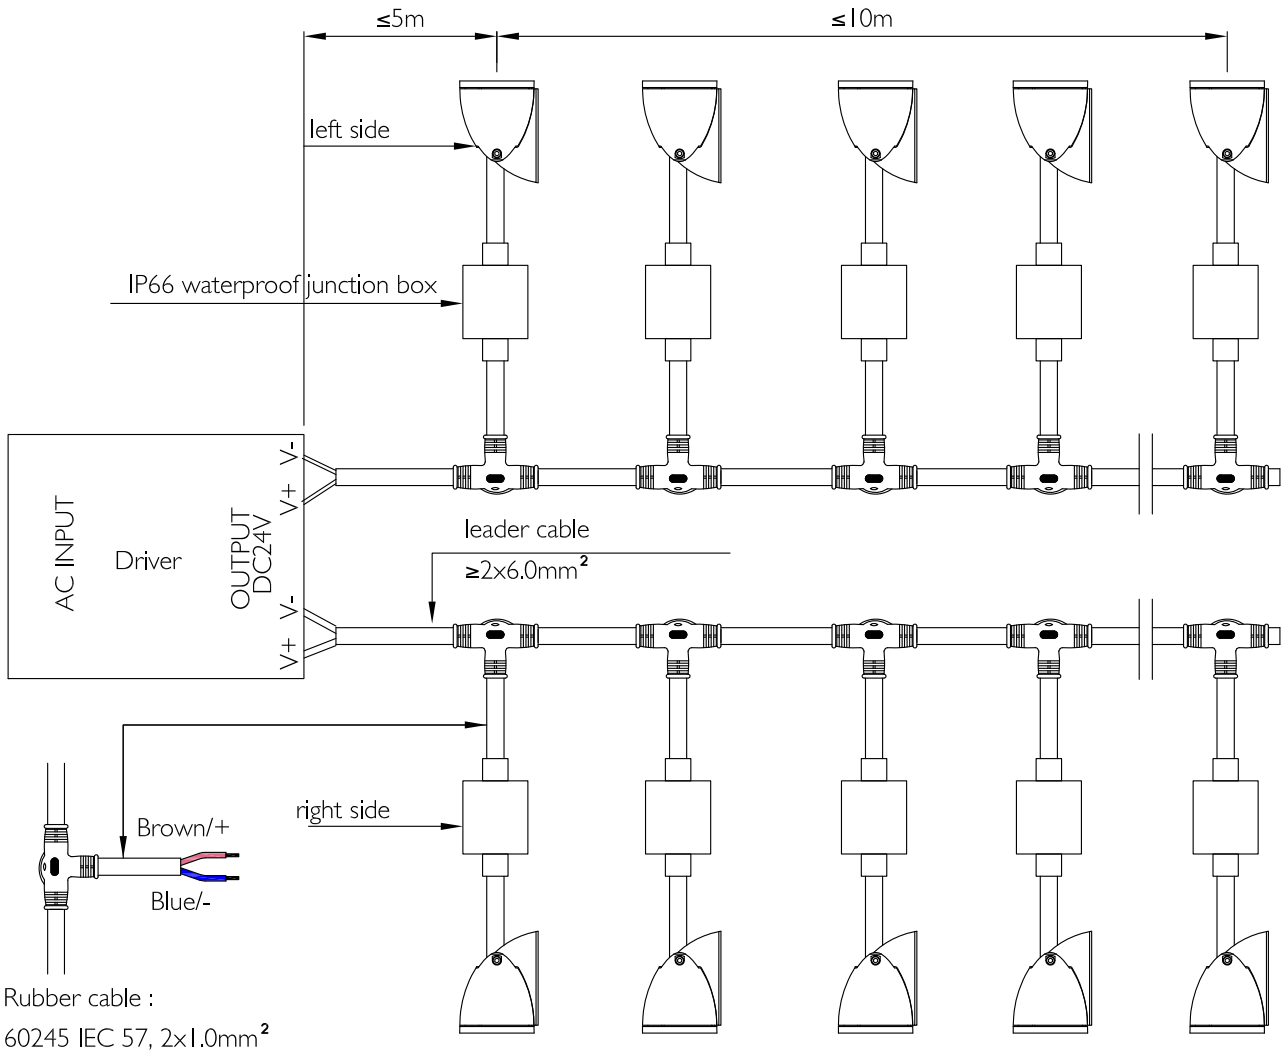 ≤5m
≤10m
left side
IP66 waterproof junction box
V-
V+
AC INPUT
Driver
OUTPUT
DC24V
V-
V+
leader cable
≥2x6.0mm²
right side
Brown/+
Blue/-
Rubber cable :
60245 IEC 57, 2x1.0mm²